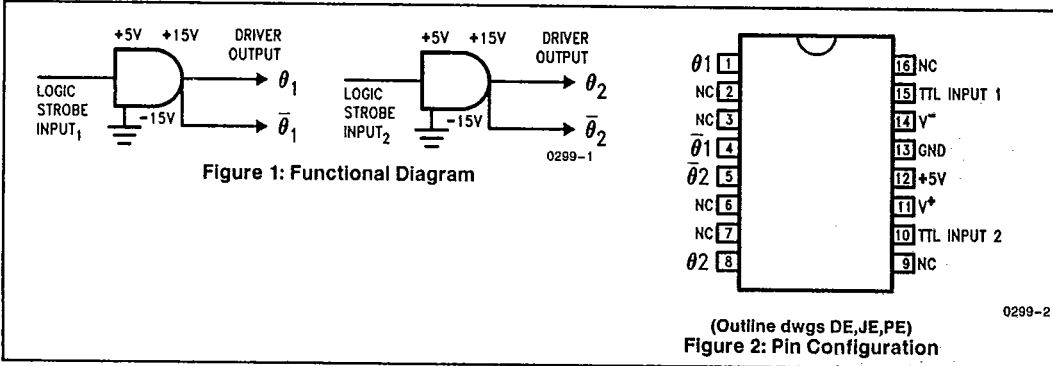 +5V +15V DRIVER OUTPUT
LOGIC STROBE INPUT₁
-15V
θ₁
θ̄₁
+5V +15V DRIVER OUTPUT
LOGIC STROBE INPUT₂
-15V
θ₂
θ̄₂
0299-1
Figure 1: Functional Diagram
θ1 1
NC 2
NC 3
θ̄1 4
θ̄2 5
NC 6
NC 7
θ2 8
16 NC
15 TTL INPUT 1
14 V⁻
13 GND
12 +5V
11 V⁺
10 TTL INPUT 2
9 NC
0299-2
(Outline dwgs DE,JE,PE)
Figure 2: Pin Configuration